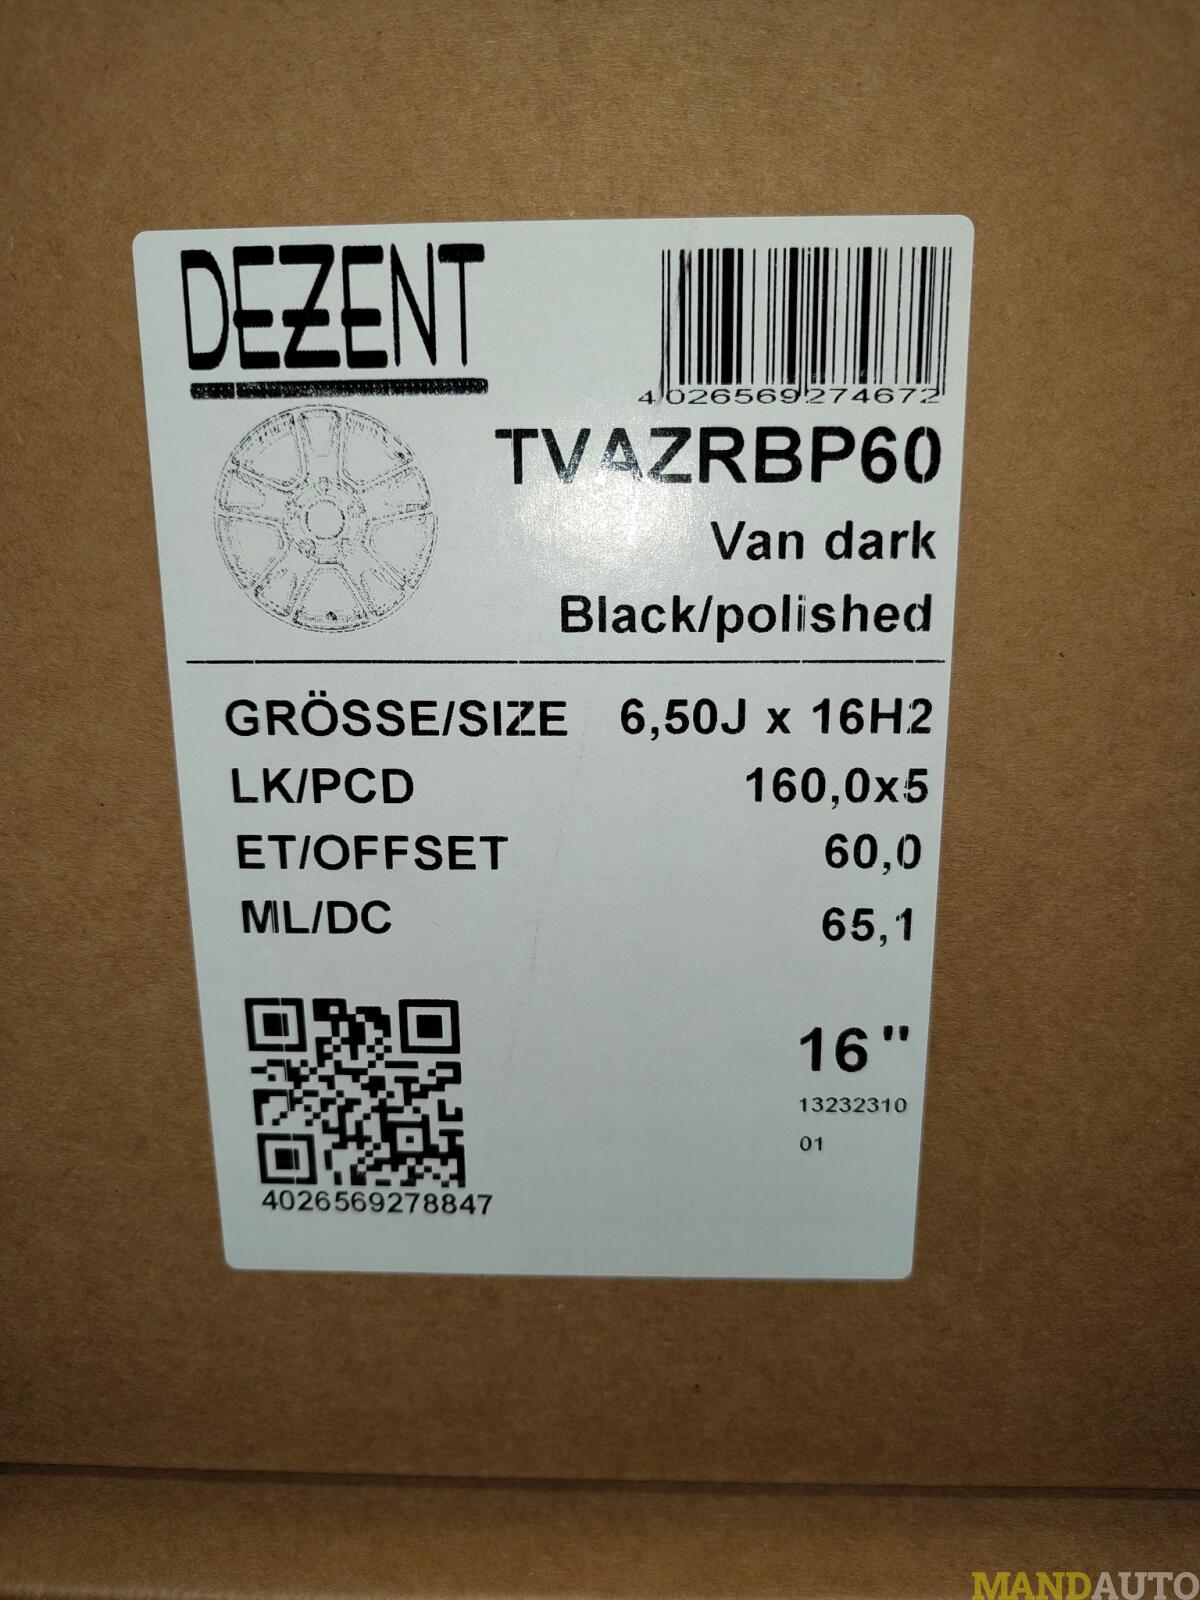 DEZENT
4026569274672
TVAZRBP60
Van dark
Black/polished
GRÖSSE/SIZE 6,50J x 16H2
LK/PCD 160,0x5
ET/OFFSET 60,0
ML/DC 65,1
16"
13232310
01
4026569278847
MANDAUTO